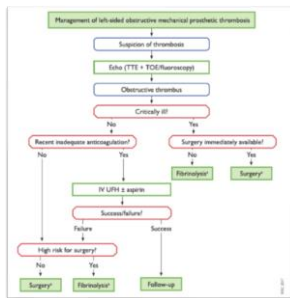 Management of left-sided obstructive mechanical prosthetic thrombosis
Suspicion of thrombosis
Echo (TTE + TOE/fluoroscopy)
Obstructive thrombus
Critically ill?
No
Yes
Recent inadequate anticoagulation?
Surgery immediately available?
No
Yes
No
Yes
Fibrinolysis
Surgery
IV UFH ± aspirin
Success/failure?
Failure
Success
High risk for surgery?
No
Yes
Surgery
Fibrinolysis
Follow-up